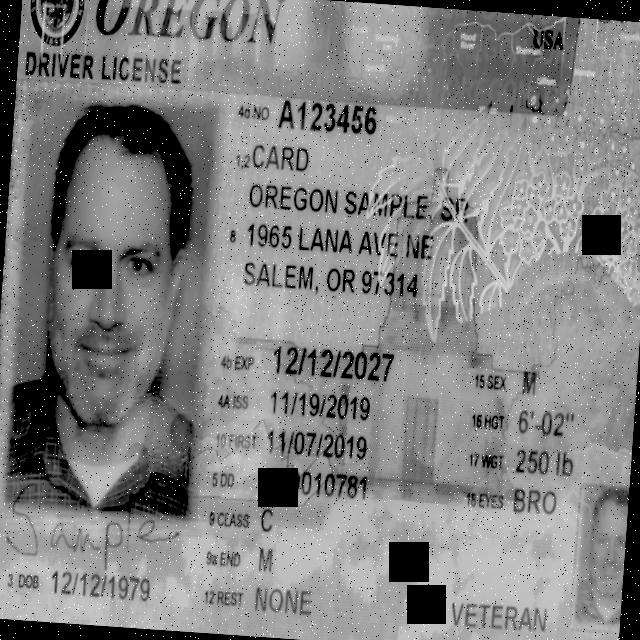 OREGON
USA
DRIVER LICENSE
4d NO A123456
1,2 CARD
OREGON SAMPLE,
8 1965 LANA AVE NE
SALEM, OR 97314
4b EXP 12/12/2027
15 SEX M
4A ISS 11/19/2019
16 HGT 6'-02"
10 FIRST 11/07/2019
17 WGT 250 lb
5 DD 0010781
18 EYES BRO
9 CLASS C
Sample
9a END M
3 DOB 12/12/1979
12 REST NONE
VETERAN